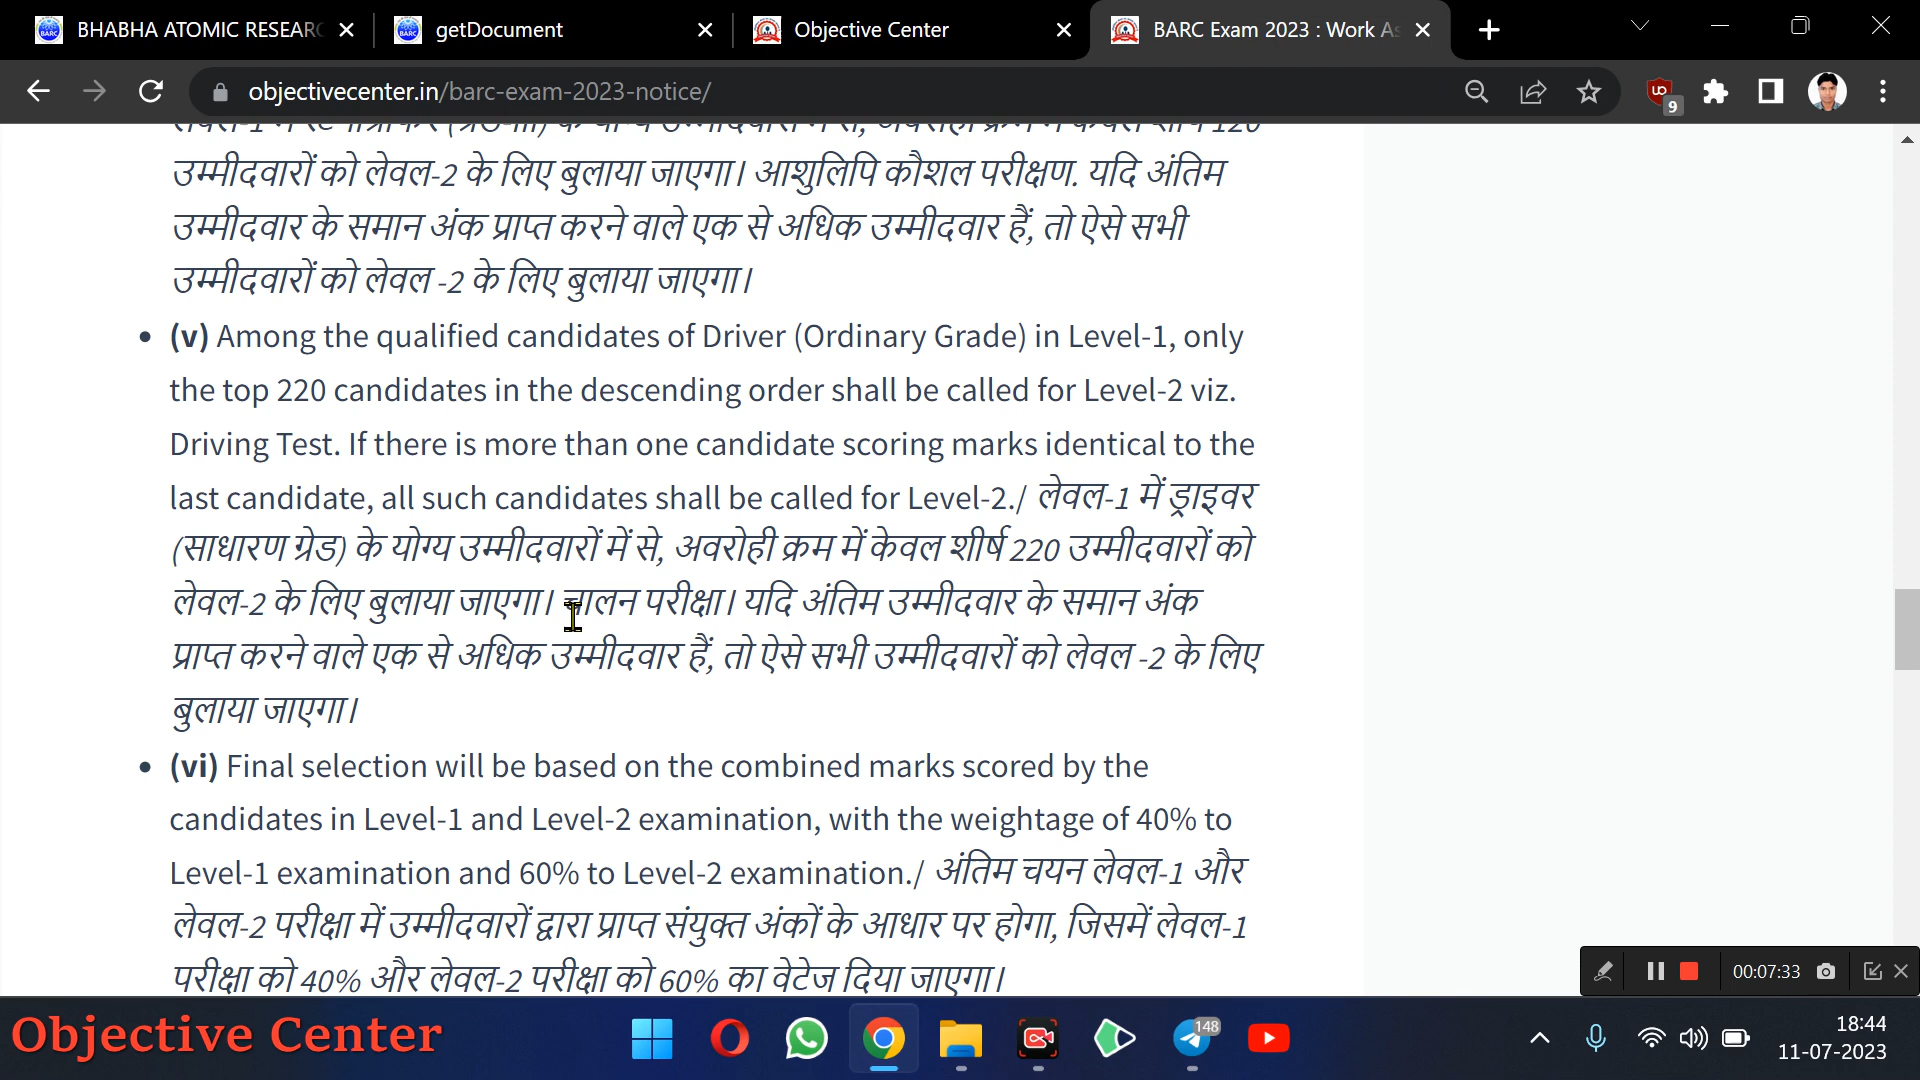 BHABHA ATOMIC RESEARC
getDocument
Objective Center
BARC Exam 2023 : Work As
objectivecenter.in/barc-exam-2023-notice/
9
उम्मीदवारों को लेवल-2 के लिए बुलाया जाएगा। आशुलिपि कौशल परीक्षण. यदि अंतिम
उम्मीदवार के समान अंक प्राप्त करने वाले एक से अधिक उम्मीदवार हैं, तो ऐसे सभी
उम्मीदवारों को लेवल -2 के लिए बुलाया जाएगा।
• (v) Among the qualified candidates of Driver (Ordinary Grade) in Level-1, only
the top 220 candidates in the descending order shall be called for Level-2 viz.
Driving Test. If there is more than one candidate scoring marks identical to the
last candidate, all such candidates shall be called for Level-2./ लेवल-1 में ड्राइवर
(साधारण ग्रेड) के योग्य उम्मीदवारों में से, अवरोही क्रम में केवल शीर्ष 220 उम्मीदवारों को
लेवल-2 के लिए बुलाया जाएगा। चालन परीक्षा। यदि अंतिम उम्मीदवार के समान अंक
प्राप्त करने वाले एक से अधिक उम्मीदवार हैं, तो ऐसे सभी उम्मीदवारों को लेवल -2 के लिए
बुलाया जाएगा।
• (vi) Final selection will be based on the combined marks scored by the
candidates in Level-1 and Level-2 examination, with the weightage of 40% to
Level-1 examination and 60% to Level-2 examination./ अंतिम चयन लेवल-1 और
लेवल-2 परीक्षा में उम्मीदवारों द्वारा प्राप्त संयुक्त अंकों के आधार पर होगा, जिसमें लेवल-1
परीक्षा को 40% और लेवल-2 परीक्षा को 60% का वेटेज दिया जाएगा।
00:07:33
Objective Center
148
18:44
11-07-2023